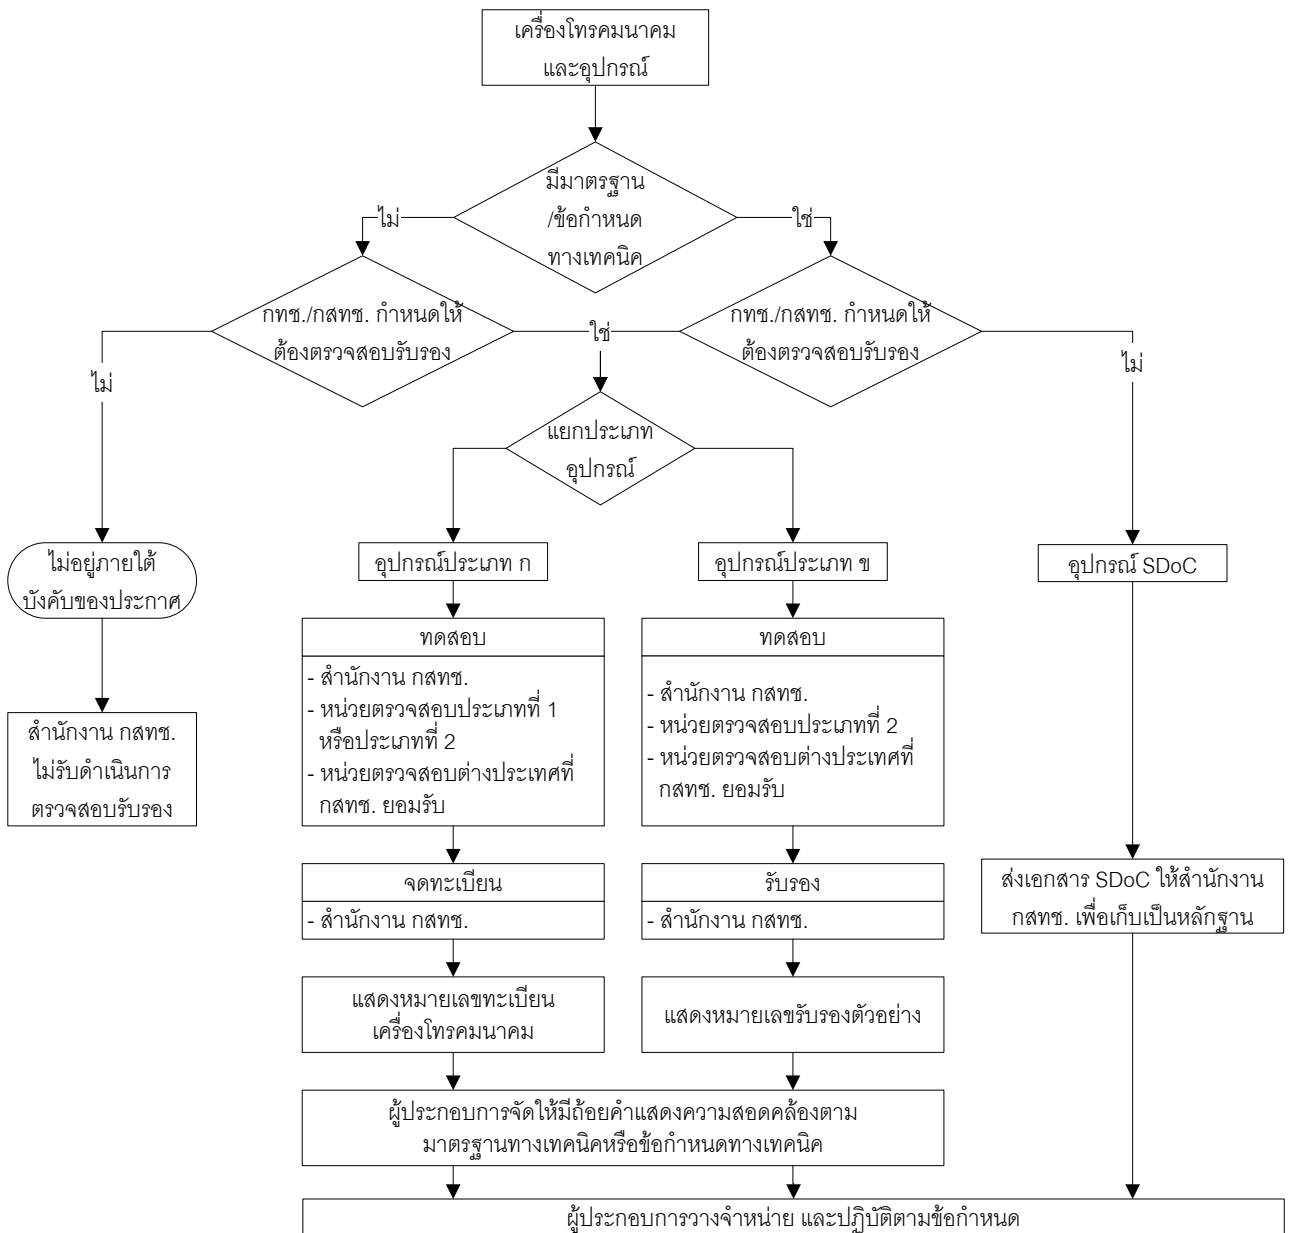 เครื่องโทรคมนาคม
และอุปกรณ์
มีมาตรฐาน
/ข้อกำหนด
ทางเทคนิค
ไม่
ใช่
กทช./กสทช. กำหนดให้
ต้องตรวจสอบรับรอง
ใช่
กทช./กสทช. กำหนดให้
ต้องตรวจสอบรับรอง
ไม่
ไม่
แยกประเภท
อุปกรณ์
ไม่อยู่ภายใต้
บังคับของประกาศ
อุปกรณ์ประเภท ก
อุปกรณ์ประเภท ข
อุปกรณ์ SDoC
สำนักงาน กสทช.
ไม่รับดำเนินการ
ตรวจสอบรับรอง
ทดสอบ
- สำนักงาน กสทช.
- หน่วยตรวจสอบประเภทที่ 1
หรือประเภทที่ 2
- หน่วยตรวจสอบต่างประเทศที่
กสทช. ยอมรับ
ทดสอบ
- สำนักงาน กสทช.
- หน่วยตรวจสอบประเภทที่ 2
- หน่วยตรวจสอบต่างประเทศที่
กสทช. ยอมรับ
จดทะเบียน
- สำนักงาน กสทช.
รับรอง
- สำนักงาน กสทช.
ส่งเอกสาร SDoC ให้สำนักงาน
กสทช. เพื่อเก็บเป็นหลักฐาน
แสดงหมายเลขทะเบียน
เครื่องโทรคมนาคม
แสดงหมายเลขรับรองตัวอย่าง
ผู้ประกอบการจัดให้มีถ้อยคำแสดงความสอดคล้องตาม
มาตรฐานทางเทคนิคหรือข้อกำหนดทางเทคนิค
ผู้ประกอบการวางจำหน่าย และปฏิบัติตามข้อกำหนด